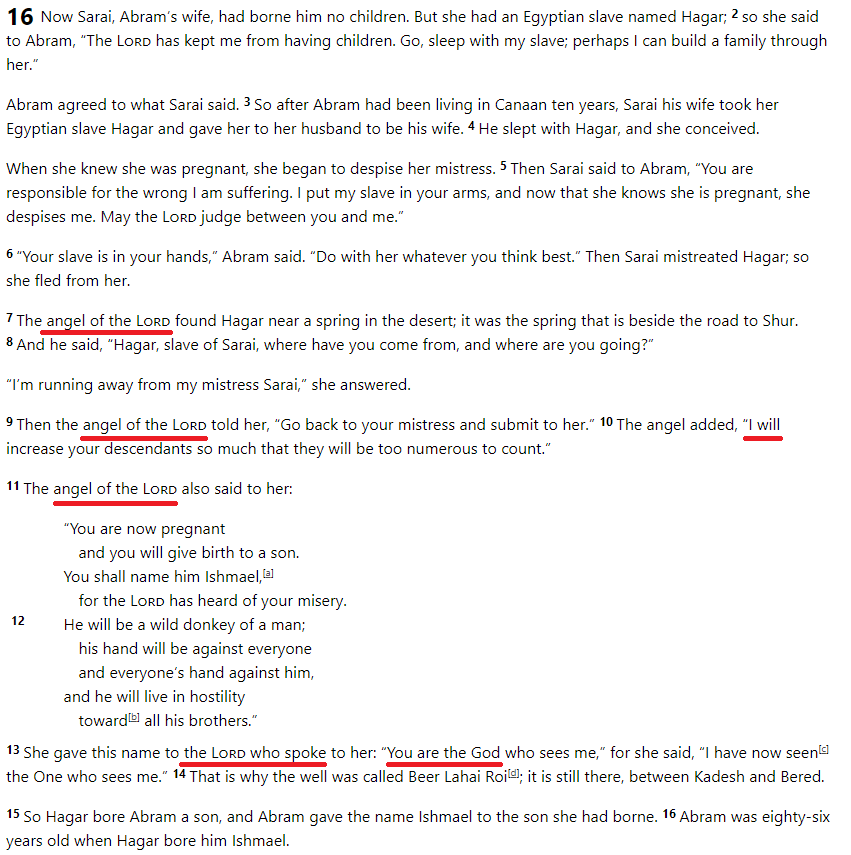 16 Now Sarai, Abram’s wife, had borne him no children. But she had an Egyptian slave named Hagar; 2 so she said
to Abram, “The LORD has kept me from having children. Go, sleep with my slave; perhaps I can build a family through
her.”
Abram agreed to what Sarai said. 3 So after Abram had been living in Canaan ten years, Sarai his wife took her
Egyptian slave Hagar and gave her to her husband to be his wife. 4 He slept with Hagar, and she conceived.
When she knew she was pregnant, she began to despise her mistress. 5 Then Sarai said to Abram, “You are
responsible for the wrong I am suffering. I put my slave in your arms, and now that she knows she is pregnant, she
despises me. May the LORD judge between you and me.”
6 “Your slave is in your hands,” Abram said. “Do with her whatever you think best.” Then Sarai mistreated Hagar; so
she fled from her.
7 The angel of the LORD found Hagar near a spring in the desert; it was the spring that is beside the road to Shur.
8 And he said, “Hagar, slave of Sarai, where have you come from, and where are you going?”
“I’m running away from my mistress Sarai,” she answered.
9 Then the angel of the LORD told her, “Go back to your mistress and submit to her.” 10 The angel added, “I will
increase your descendants so much that they will be too numerous to count.”
11 The angel of the LORD also said to her:
“You are now pregnant
and you will give birth to a son.
You shall name him Ishmael,[a]
for the LORD has heard of your misery.
12 He will be a wild donkey of a man;
his hand will be against everyone
and everyone’s hand against him,
and he will live in hostility
toward[b] all his brothers.”
13 She gave this name to the LORD who spoke to her: “You are the God who sees me,” for she said, “I have now seen[c]
the One who sees me.” 14 That is why the well was called Beer Lahai Roi[d]; it is still there, between Kadesh and Bered.
15 So Hagar bore Abram a son, and Abram gave the name Ishmael to the son she had borne. 16 Abram was eighty-six
years old when Hagar bore him Ishmael.